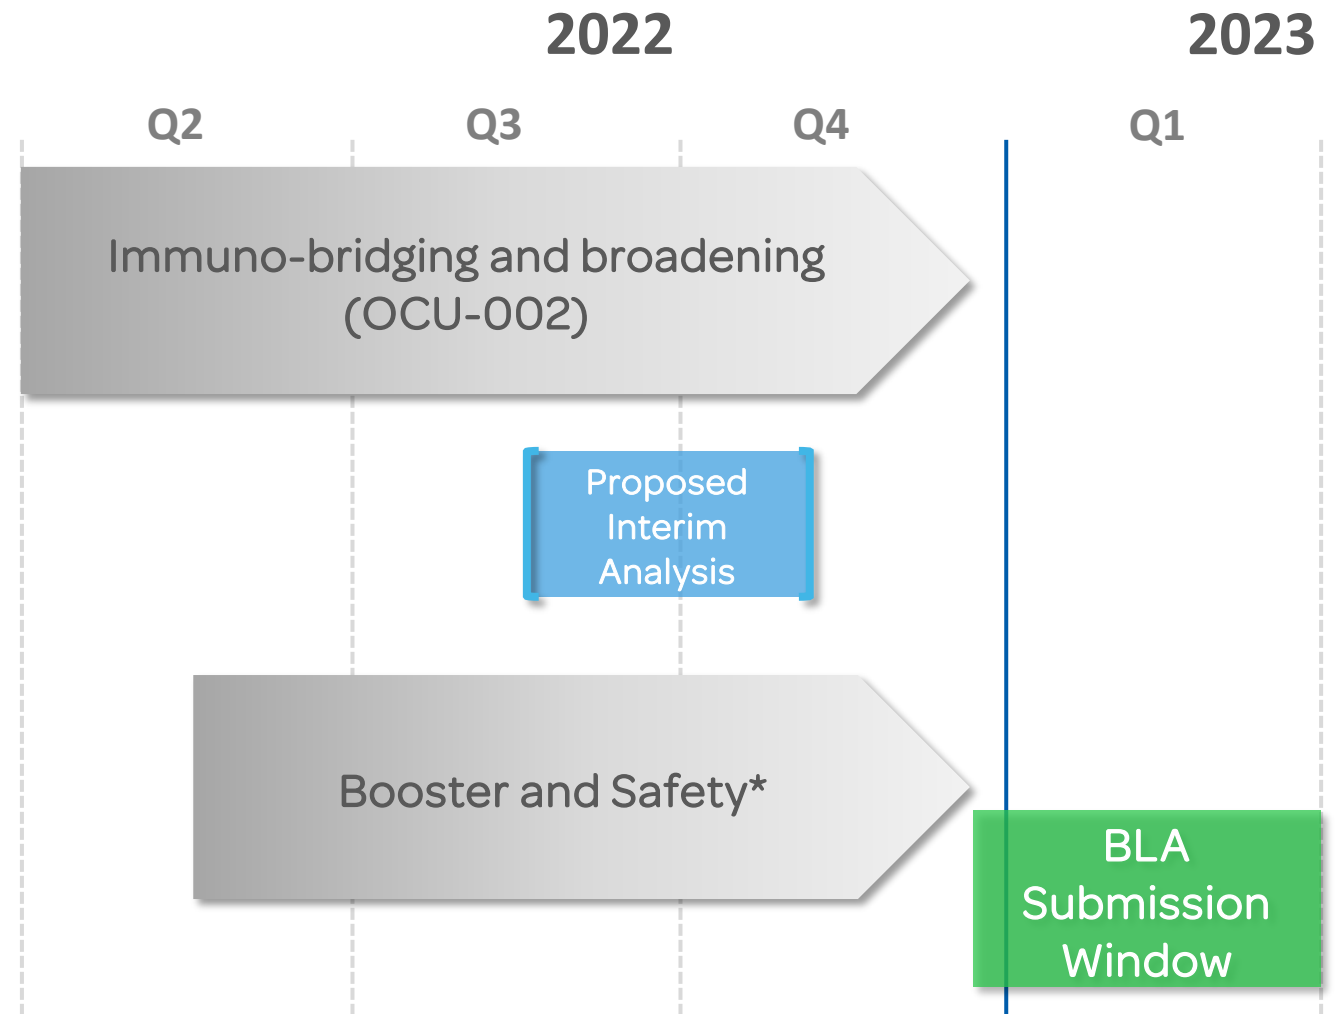 2022
2023
Q2
Q3
Q4
Q1
Immuno-bridging and broadening
(OCU-002)
Proposed
Interim
Analysis
Booster and Safety*
BLA
Submission
Window